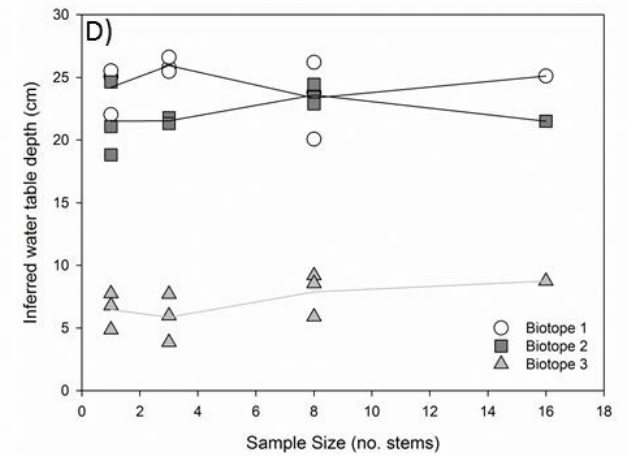 D)
30
25
20
15
10
5
0
Inferred water table depth (cm)
Biotope 1
Biotope 2
Biotope 3
0 2 4 6 8 10 12 14 16 18
Sample Size (no. stems)